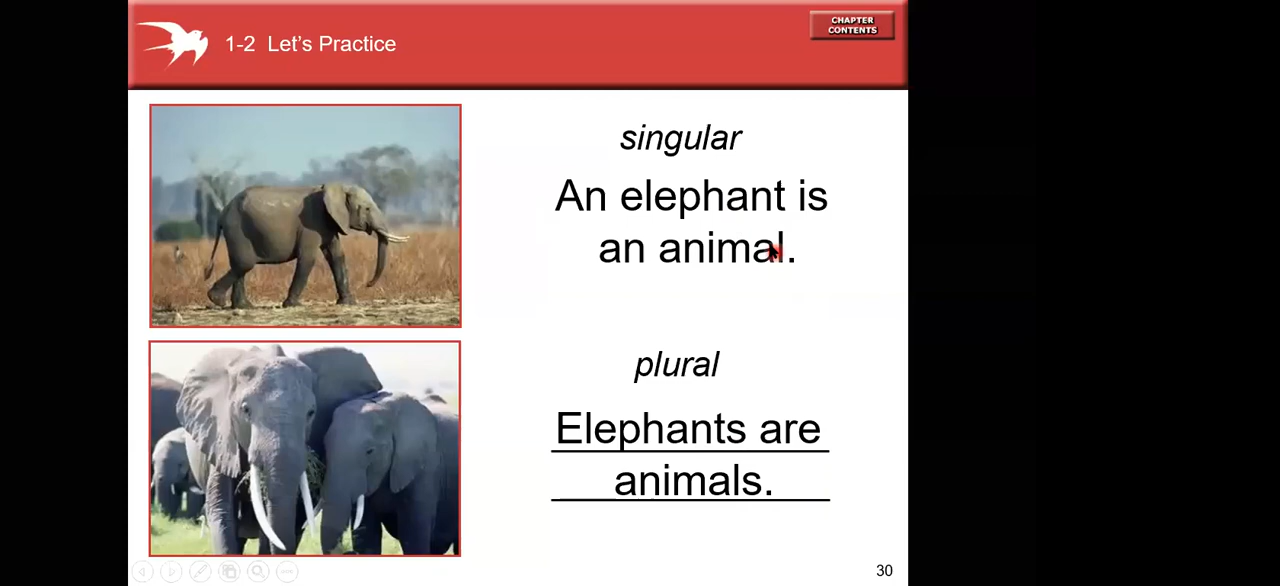 CHAPTER
CONTENTS
1-2 Let's Practice
singular
An elephant is
an animal.
plural
Elephants are
animals.
30